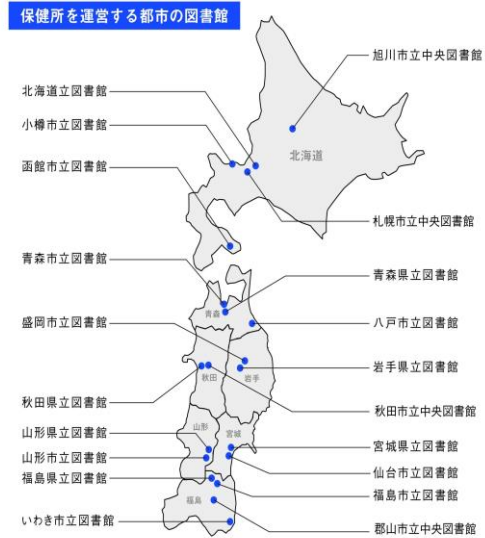 保健所を運営する都市の図書館
旭川市立中央図書館
北海道立図書館
小樽市立図書館
北海道
函館市立図書館
札幌市立中央図書館
青森市立図書館
青森県立図書館
青森
盛岡市立図書館
八戸市立図書館
岩手県立図書館
秋田
岩手
秋田県立図書館
秋田市立中央図書館
山形
宮城
山形県立図書館
宮城県立図書館
山形市立図書館
仙台市立図書館
福島県立図書館
福島市立図書館
福島
いわき市立図書館
郡山市立中央図書館